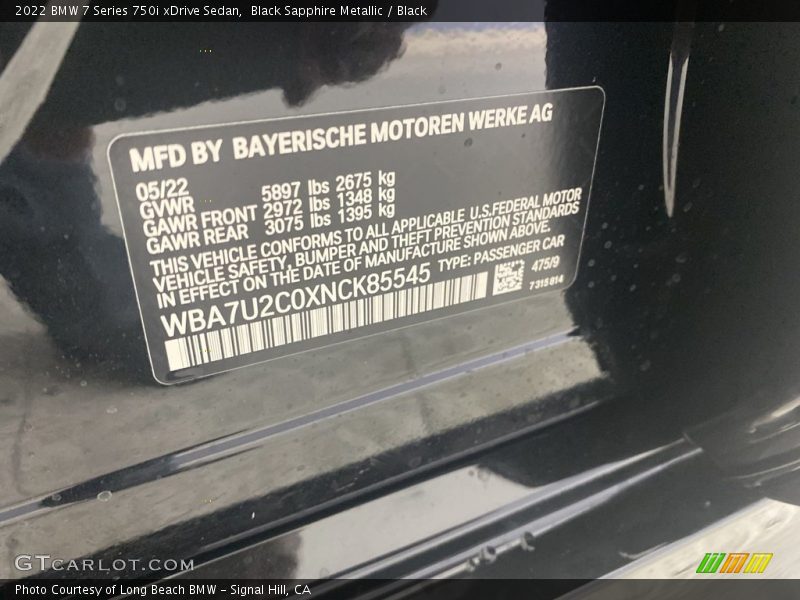 2022 BMW 7 Series 750i xDrive Sedan,  Black Sapphire Metallic / Black
MFD BY BAYERISCHE MOTOREN WERKE AG
05/22
GVWR 5897 lbs 2675 kg
GAWR FRONT 2972 lbs 1348 kg
GAWR REAR 3075 lbs 1395 kg
THIS VEHICLE CONFORMS TO ALL APPLICABLE U.S.FEDERAL MOTOR
VEHICLE SAFETY, BUMPER AND THEFT PREVENTION STANDARDS
IN EFFECT ON THE DATE OF MANUFACTURE SHOWN ABOVE.
WBA7U2C0XNCK85545 TYPE: PASSENGER CAR
475/9
7 315 814
GTCARLOT.COM
Photo Courtesy of Long Beach BMW - Signal Hill, CA